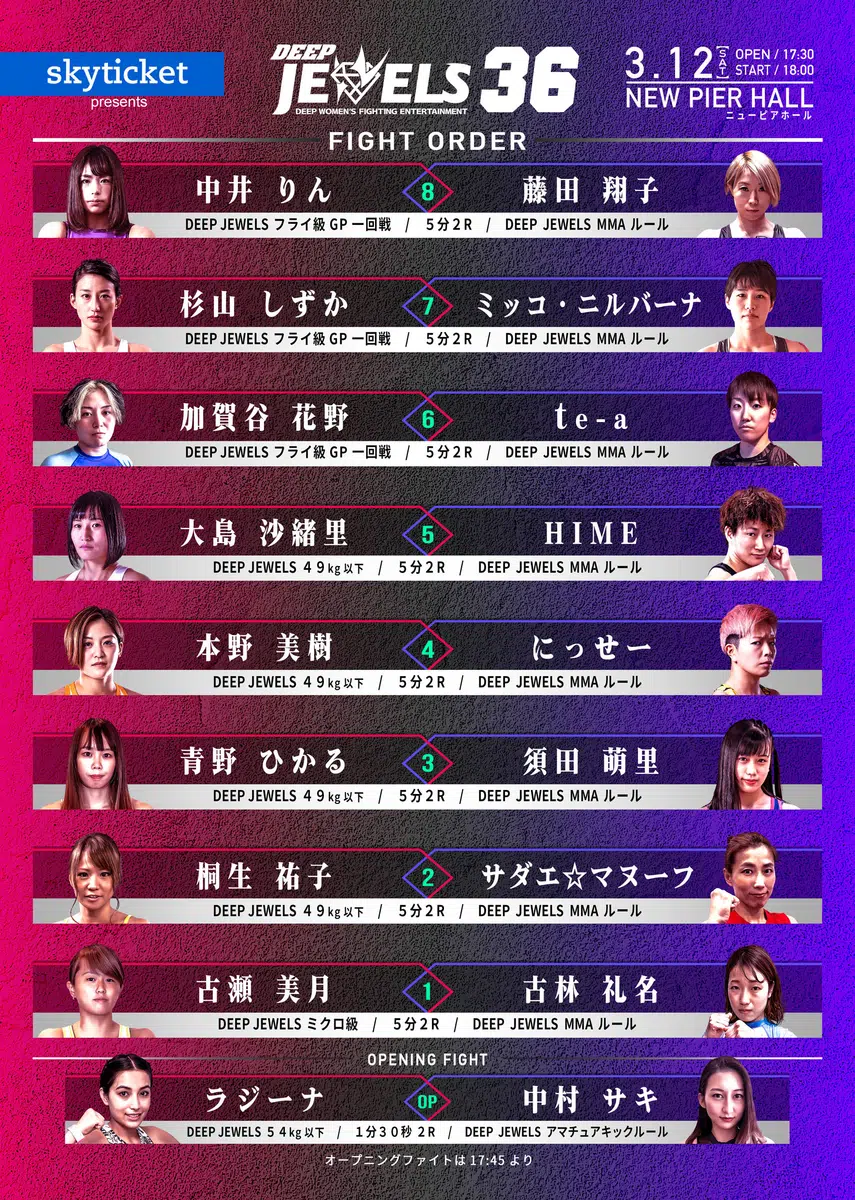 skyticket
presents
DEEP
JEWELS 36
DEEP WOMEN'S FIGHTING ENTERTAINMENT
3.12 [SAT] OPEN / 17:30
START / 18:00
NEW PIER HALL
ニューピアホール
FIGHT ORDER
中井 りん 8 藤田 翔子
DEEP JEWELS フライ級 GP 一回戦 / 5分2R / DEEP JEWELS MMA ルール
杉山 しずか 7 ミッコ・ニルバーナ
DEEP JEWELS フライ級 GP 一回戦 / 5分2R / DEEP JEWELS MMA ルール
加賀谷 花野 6 te-a
DEEP JEWELS フライ級 GP 一回戦 / 5分2R / DEEP JEWELS MMA ルール
大島 沙緒里 5 HIME
DEEP JEWELS 49kg以下 / 5分2R / DEEP JEWELS MMA ルール
本野 美樹 4 にっせー
DEEP JEWELS 49kg以下 / 5分2R / DEEP JEWELS MMA ルール
青野 ひかる 3 須田 萌里
DEEP JEWELS 49kg以下 / 5分2R / DEEP JEWELS MMA ルール
桐生 祐子 2 サダエ☆マヌーフ
DEEP JEWELS 49kg以下 / 5分2R / DEEP JEWELS MMA ルール
古瀬 美月 1 古林 礼名
DEEP JEWELS ミクロ級 / 5分2R / DEEP JEWELS MMA ルール
OPENING FIGHT
ラジーナ OP 中村 サキ
DEEP JEWELS 54kg以下 / 1分30秒 2R / DEEP JEWELS アマチュアキックルール
オープニングファイトは 17:45 より